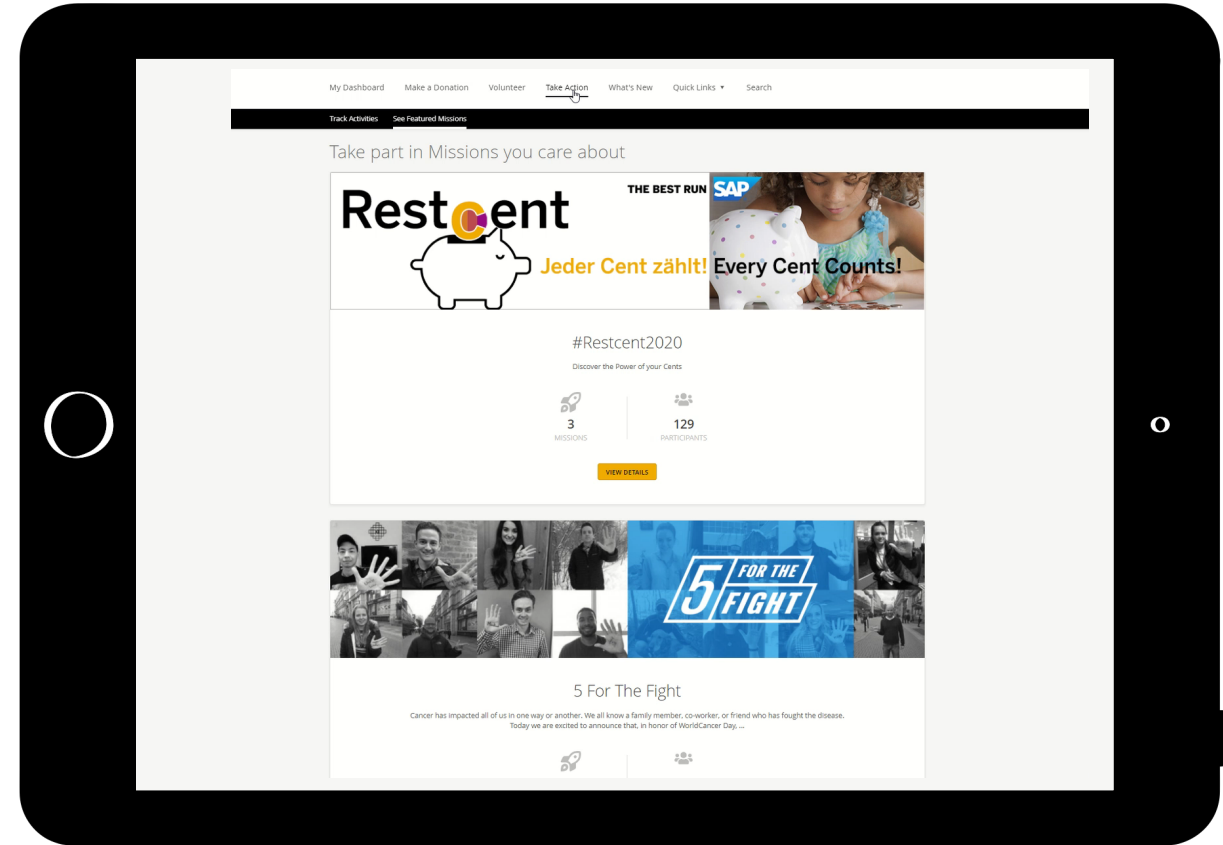 My Dashboard Make a Donation Volunteer Take Action What's New Quick Links ▼ Search
Track Activities See Featured Missions
Take part in Missions you care about
Restcent
THE BEST RUN SAP
Jeder Cent zählt! Every Cent Counts!
#Restcent2020
Discover the Power of your Cents
3 129
MISSIONS PARTICIPANTS
VIEW DETAILS
5 FOR THE
FIGHT
5 For The Fight
Cancer has impacted all of us in one way or another. We all know a family member, co-worker, or friend who has fought the disease.
Today we are excited to announce that, in honor of WorldCancer Day, ...